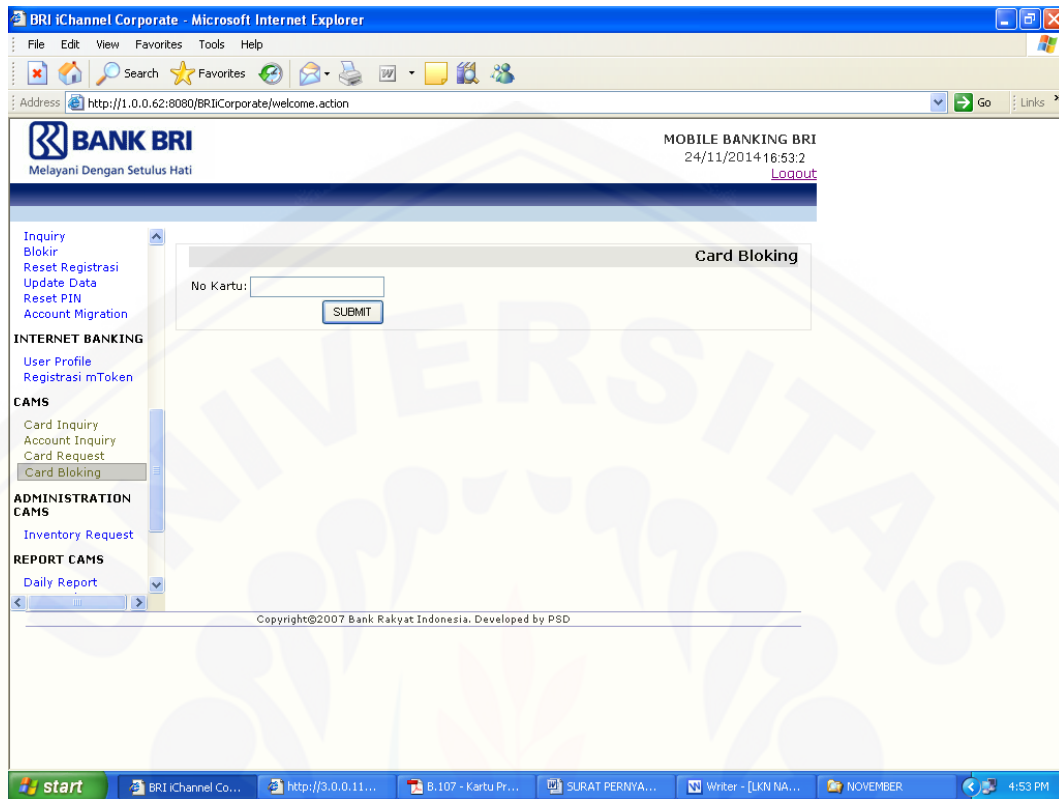 BRI iChannel Corporate - Microsoft Internet Explorer
File Edit View Favorites Tools Help
Search Favorites
Address http://1.0.0.62:8080/BRIiCorporate/welcome.action Go Links
BANK BRI
Melayani Dengan Setulus Hati
MOBILE BANKING BRI
24/11/2014 16:53:2
Logout
Inquiry
Blokir
Reset Registrasi
Update Data
Reset PIN
Account Migration
INTERNET BANKING
User Profile
Registrasi mToken
CAMS
Card Inquiry
Account Inquiry
Card Request
Card Bloking
ADMINISTRATION
CAMS
Inventory Request
REPORT CAMS
Daily Report
Card Bloking
No Kartu:
SUBMIT
Copyright©2007 Bank Rakyat Indonesia. Developed by PSD
UNIVERSITAS
start BRI iChannel Co... http://3.0.0.11... B.107 - Kartu Pr... SURAT PERNYA... Writer - [LKN NA... NOVEMBER 4:53 PM